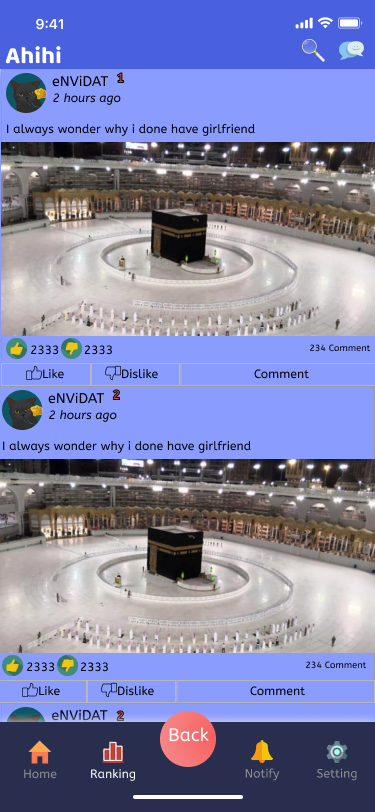 9:41
Ahihi
eNViDAT 1
2 hours ago
I always wonder why i done have girlfriend
2333 2333 234 Comment
Like Dislike Comment
eNViDAT 2
2 hours ago
I always wonder why i done have girlfriend
2333 2333 234 Comment
Like Dislike Comment
eNViDAT 2
Back
Home Ranking Notify Setting